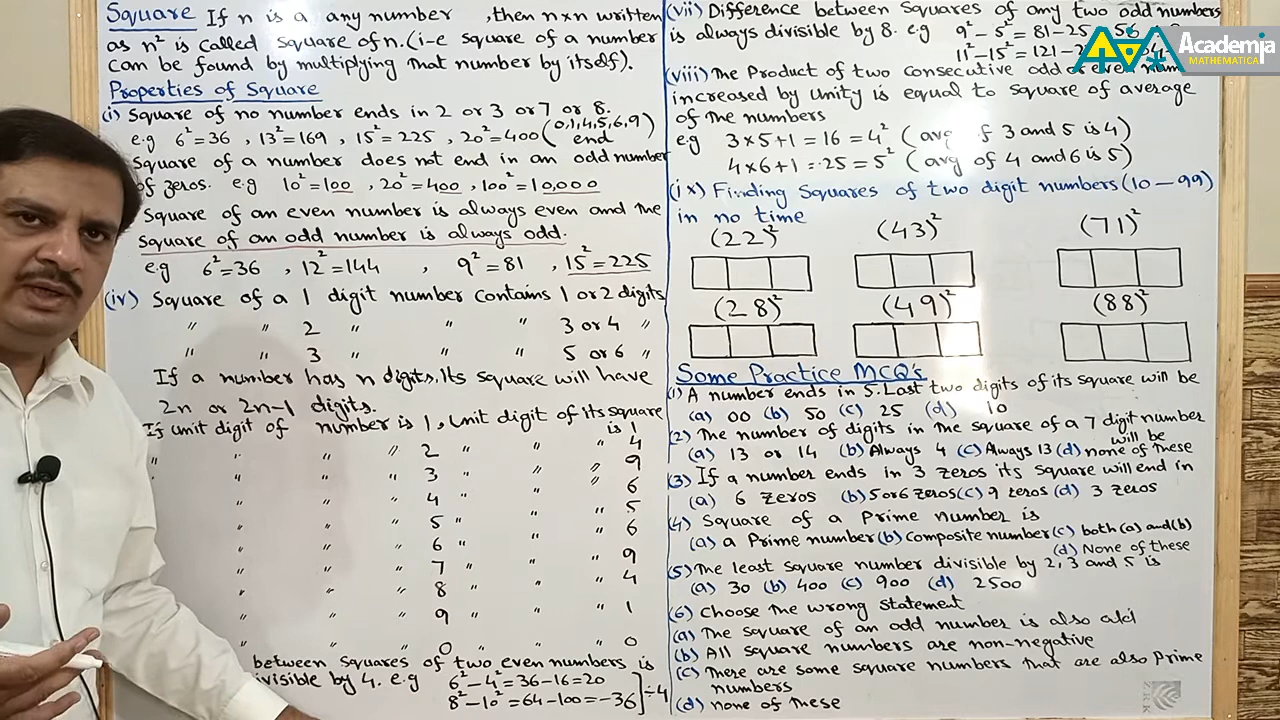 Square If n is a any number , then n×n written
as n² is called square of n. (i-e square of a number
can be found by multiplying that number by itself).
Properties of Square
(i) Square of no number ends in 2 or 3 or 7 or 8.
e.g 6²=36 , 13²=169 , 15²=225 , 20²=400 (0,1,4,5,6,9) end
Square of a number does not end in an odd number
of zeros. e.g 10²=100 , 20²=400 , 100²=10,000
Square of an even number is always even and the
square of an odd number is always odd.
e.g 6²=36 , 12²=144 , 9²=81 , 15²=225
(iv) Square of a 1 digit number contains 1 or 2 digits
〃 〃 2 〃 〃 〃 3 or 4 〃
〃 〃 3 〃 〃 〃 5 or 6 〃
If a number has n digits, Its square will have
2n or 2n-1 digits.
If unit digit of number is 1, Unit digit of its square is 1
〃 〃 〃 〃 2 〃 〃 〃 4
〃 〃 〃 3 〃 〃 〃 9
〃 〃 〃 4 〃 〃 〃 6
〃 〃 〃 5 〃 〃 5
〃 〃 〃 6 〃 〃 6
〃 〃 〃 7 〃 〃 9
〃 〃 〃 8 〃 〃 〃 4
〃 〃 〃 9 〃 〃 〃 1
〃 〃 〃 0 〃 〃 〃 0
between squares of two even numbers is
divisible by 4. e.g 6²-4²=36-16=20
8²-10²=64-100=-36 ] ÷4
(vii) Difference between Squares of any two odd numbers
is always divisible by 8. e.g 9²-5²=81-25 56
11²-15²=121-2
(viii) The Product of two consecutive odd or even num
increased by Unity is equal to square of average
of the numbers
eg 3×5+1=16=4² (avg of 3 and 5 is 4)
4×6+1=25=5² (avg of 4 and 6 is 5)
(ix) Finding Squares of two digit numbers (10-99)
in no time
(22)² (43)² (71)²
(28)² (49)² (88)²
Some Practice MCQ's
(1) A number ends in 5. Last two digits of its square will be
(a) 00 (b) 50 (c) 25 (d) 10
(2) The number of digits in the square of a 7 digit number will be
(a) 13 or 14 (b) Always 4 (c) Always 13 (d) none of these
(3) If a number ends in 3 zeros its square will end in
(a) 6 zeros (b) 5 or 6 zeros (c) 9 zeros (d) 3 zeros
(4) Square of a Prime number is
(a) a Prime number (b) Composite number (c) both (a) and (b)
(d) None of these
(5) The least square number divisible by 2, 3 and 5 is
(a) 30 (b) 400 (c) 900 (d) 2500
(6) Choose the wrong statement
(a) The square of an odd number is also odd
(b) All square numbers are non-negative
(c) There are some square numbers that are also Prime
numbers
(d) none of these
Academia
MATHEMATICA